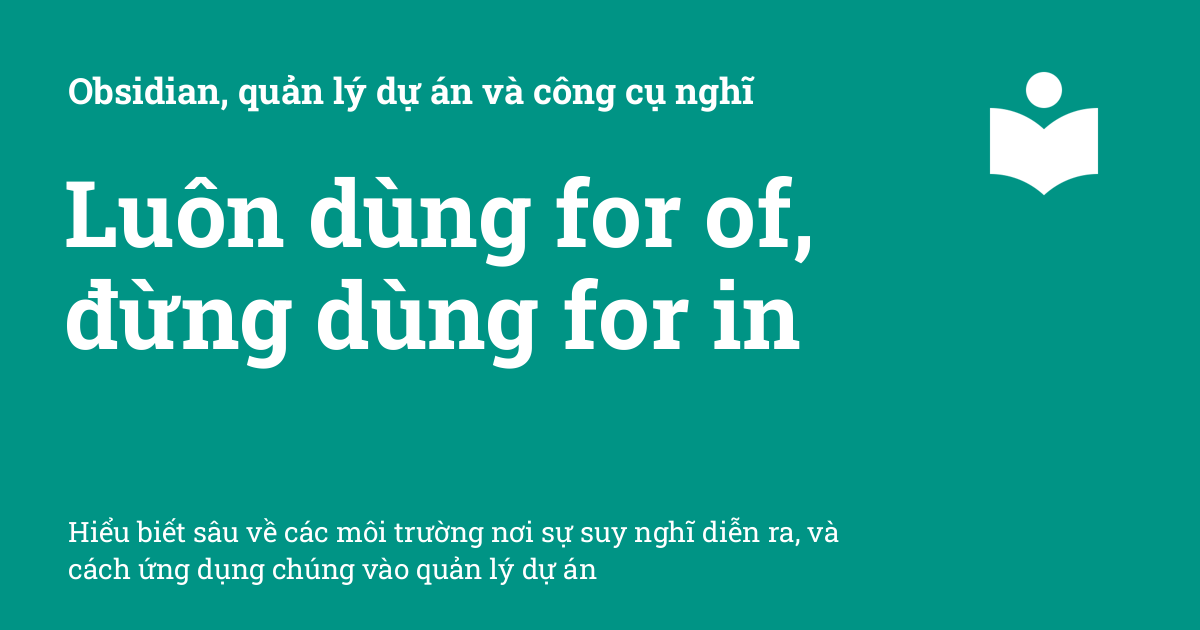 Obsidian, quản lý dự án và công cụ nghĩ
Luôn dùng for of,
đừng dùng for in
Hiểu biết sâu về các môi trường nơi sự suy nghĩ diễn ra, và
cách ứng dụng chúng vào quản lý dự án